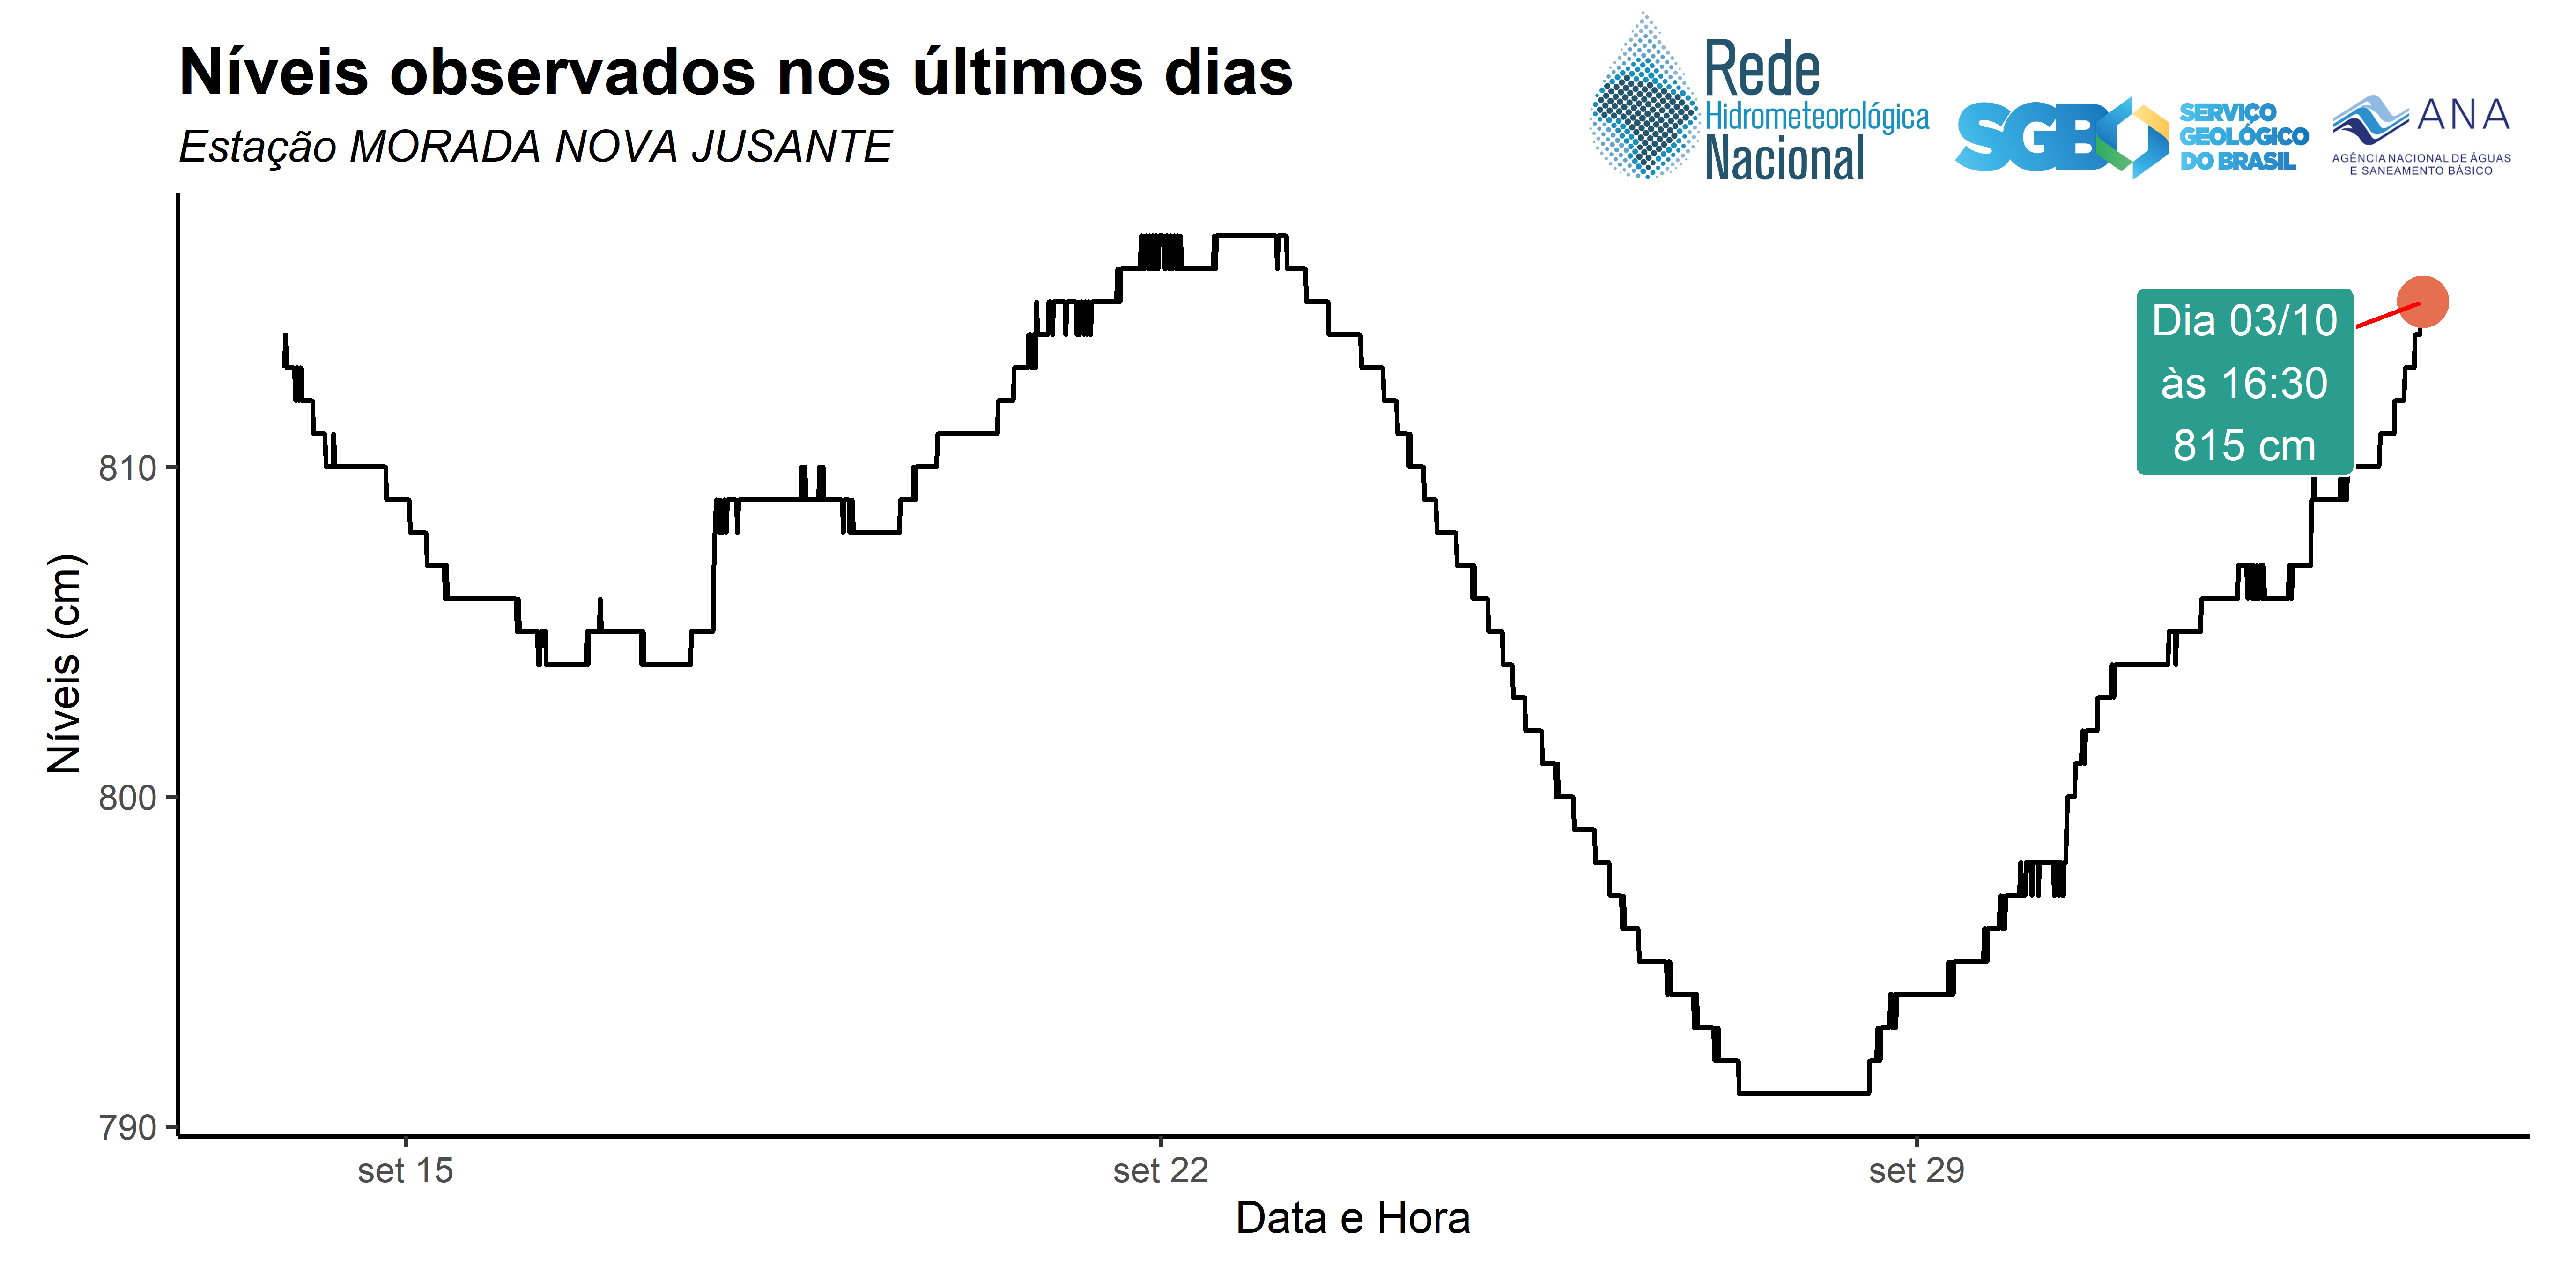 Níveis observados nos últimos dias
Estação MORADA NOVA JUSANTE
Rede
Hidrometeorológica
Nacional
SGB
SERVIÇO
GEOLÓGICO
DO BRASIL
ANA
AGÊNCIA NACIONAL DE ÁGUAS
E SANEAMENTO BÁSICO
Dia 03/10
às 16:30
815 cm
810
800
790
Níveis (cm)
set 15
set 22
set 29
Data e Hora